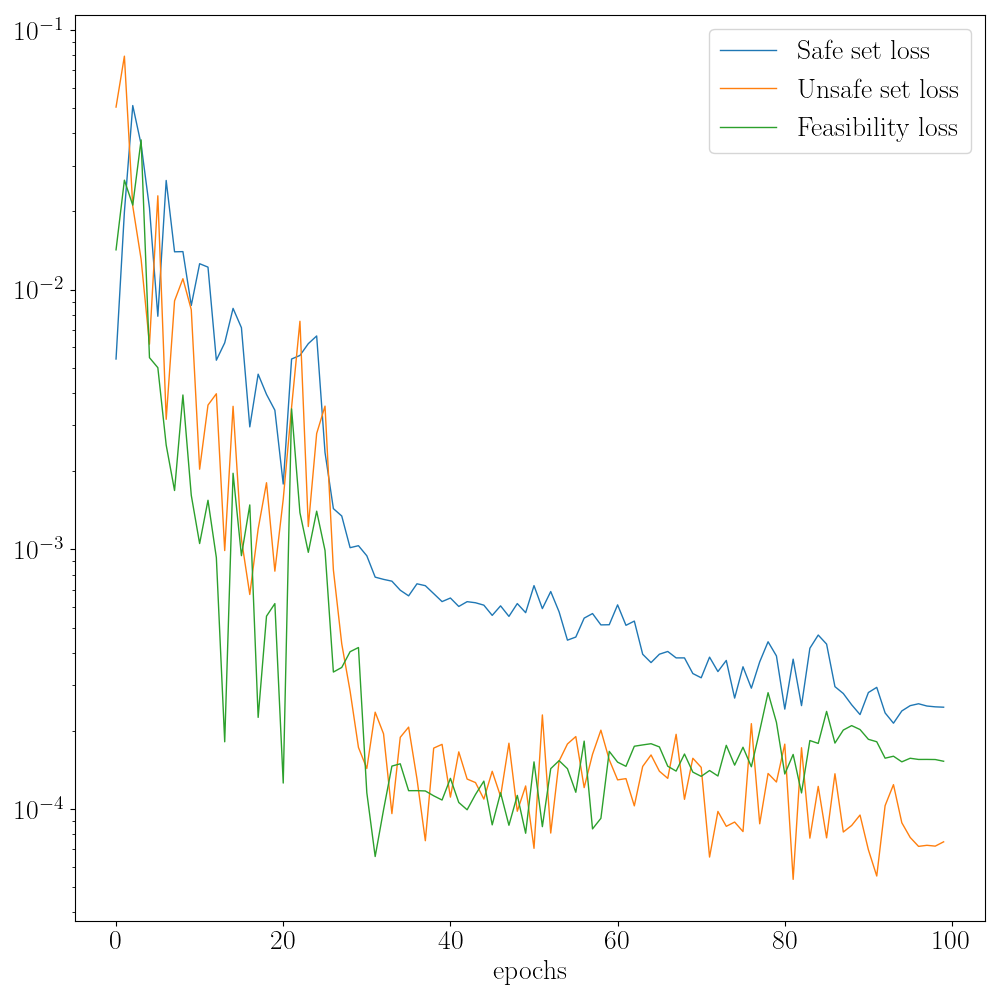 10⁻¹
10⁻²
10⁻³
10⁻⁴
Safe set loss
Unsafe set loss
Feasibility loss
0 20 40 60 80 100
epochs